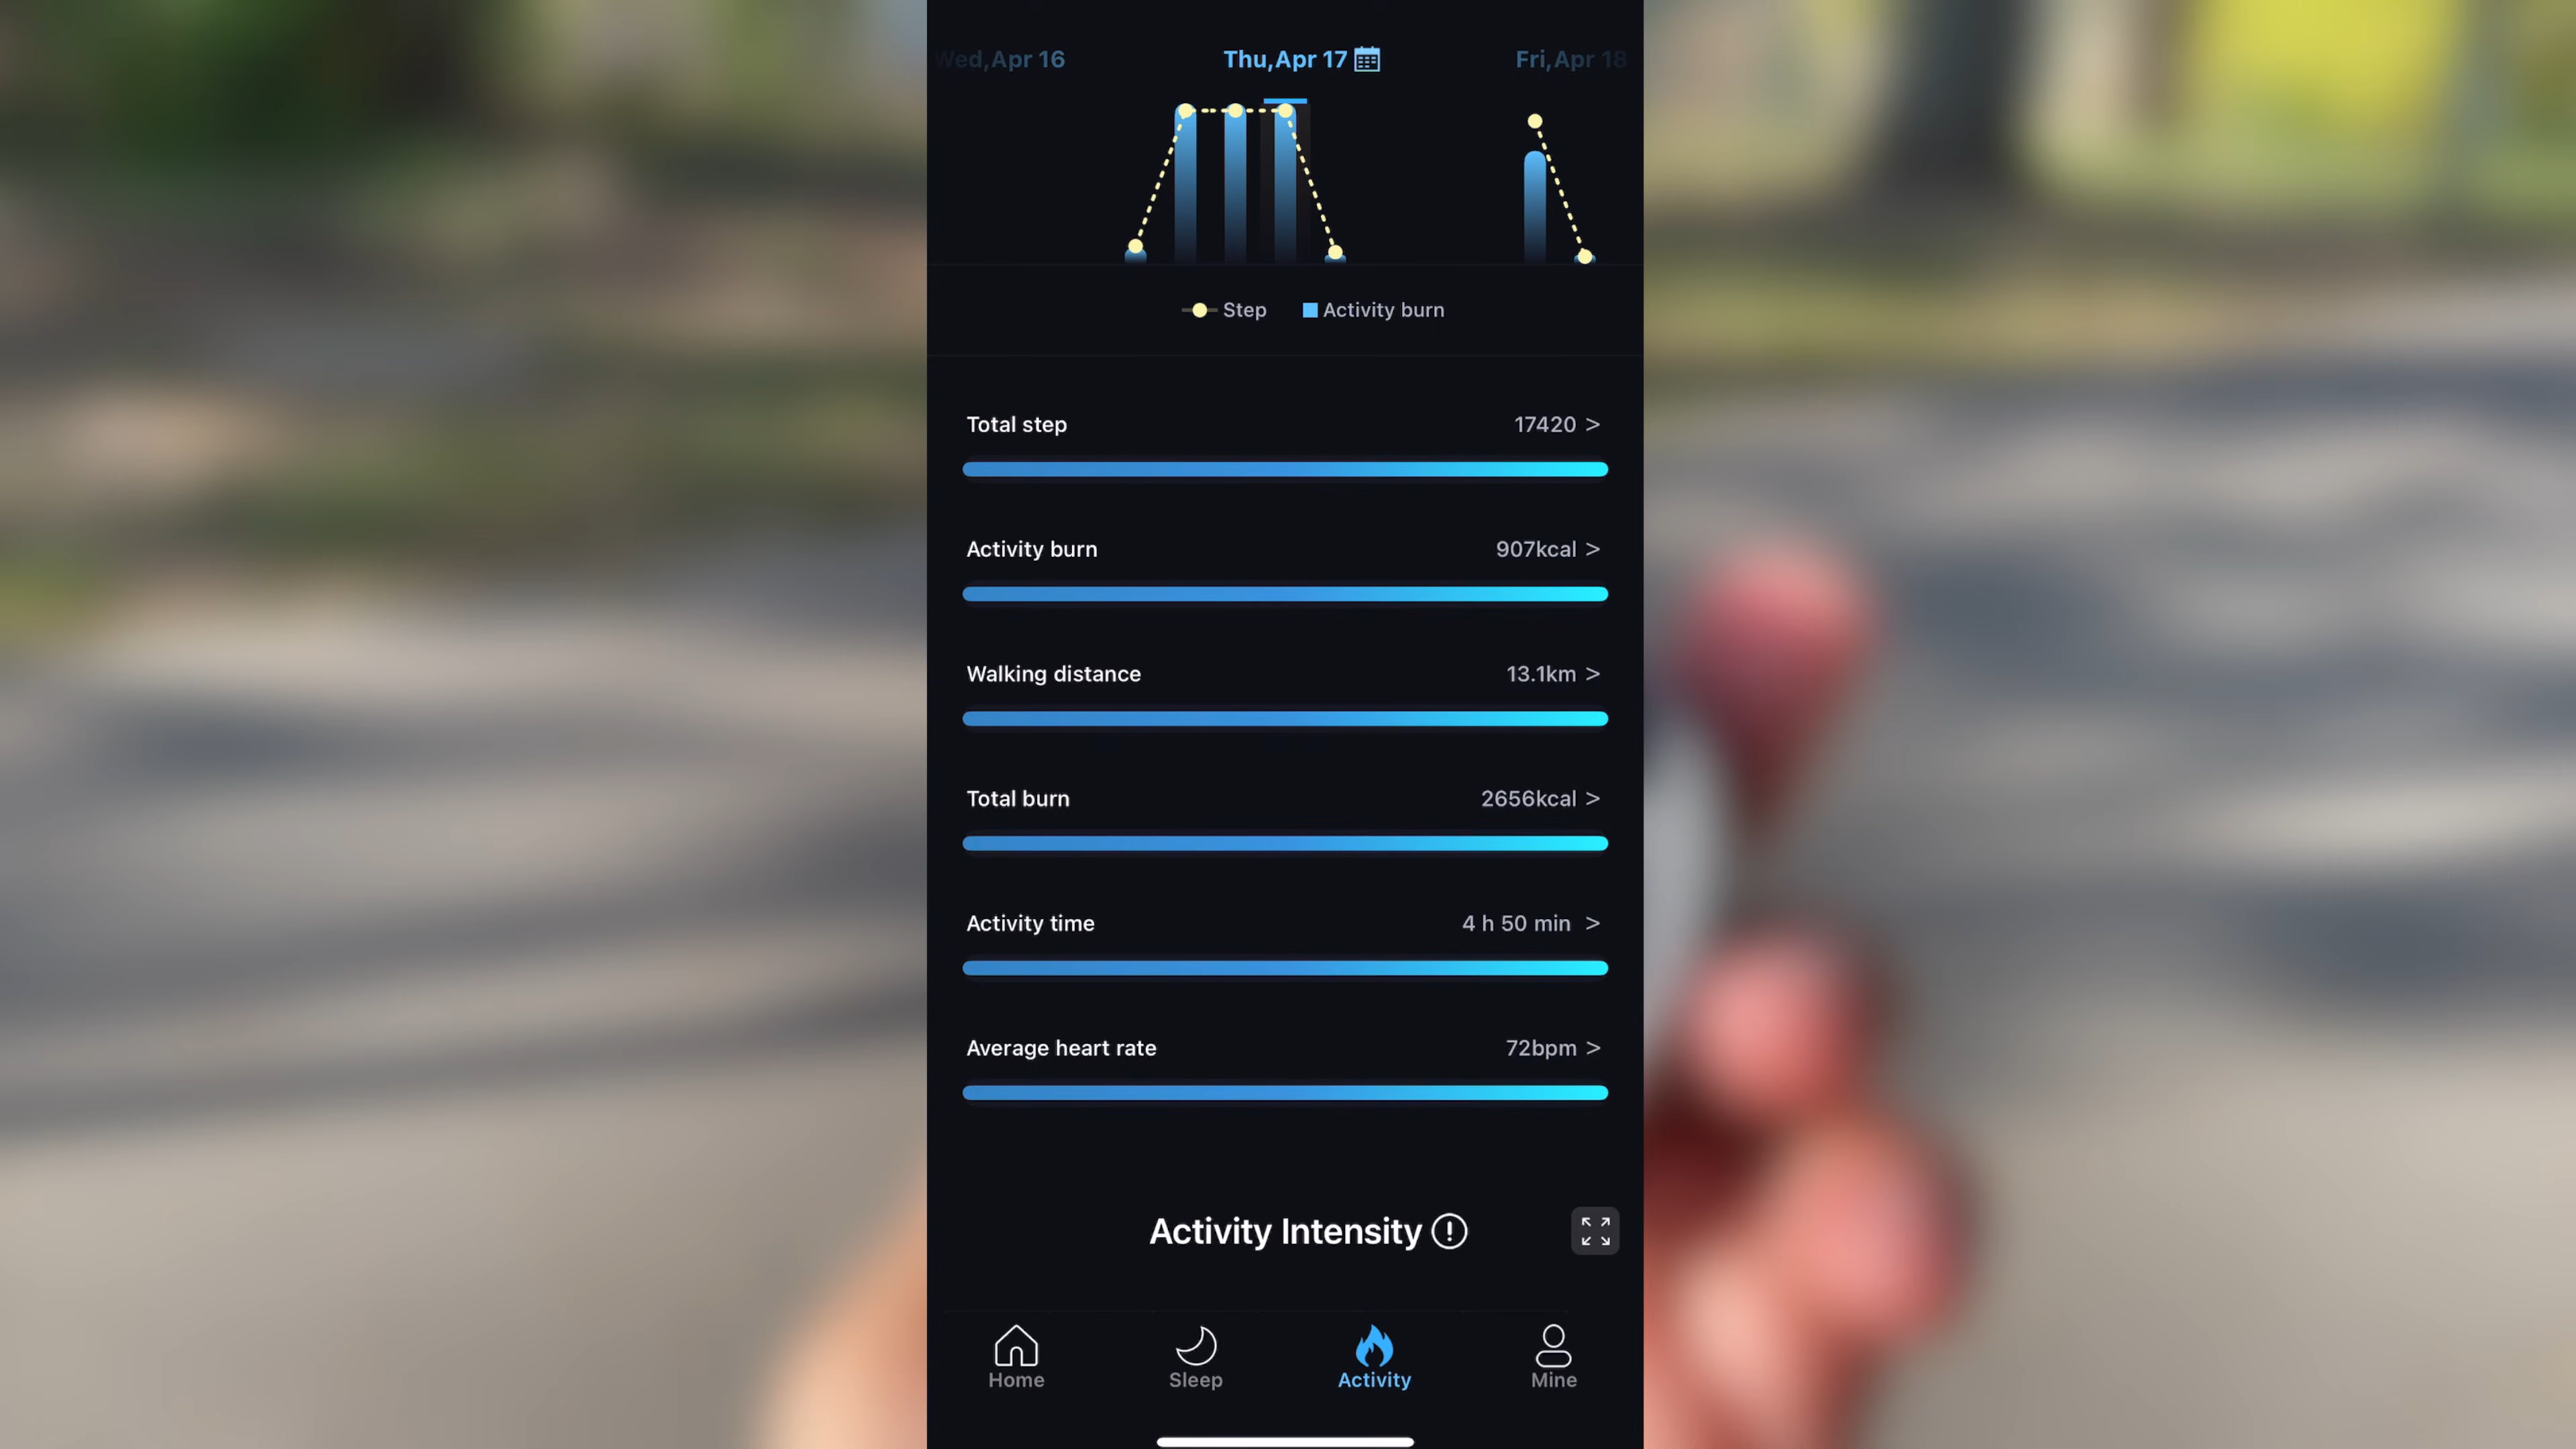 Wed,Apr 16 Thu,Apr 17 Fri,Apr 18
Step Activity burn
Total step 17420 >
Activity burn 907kcal >
Walking distance 13.1km >
Total burn 2656kcal >
Activity time 4 h 50 min >
Average heart rate 72bpm >
Activity Intensity
Home Sleep Activity Mine